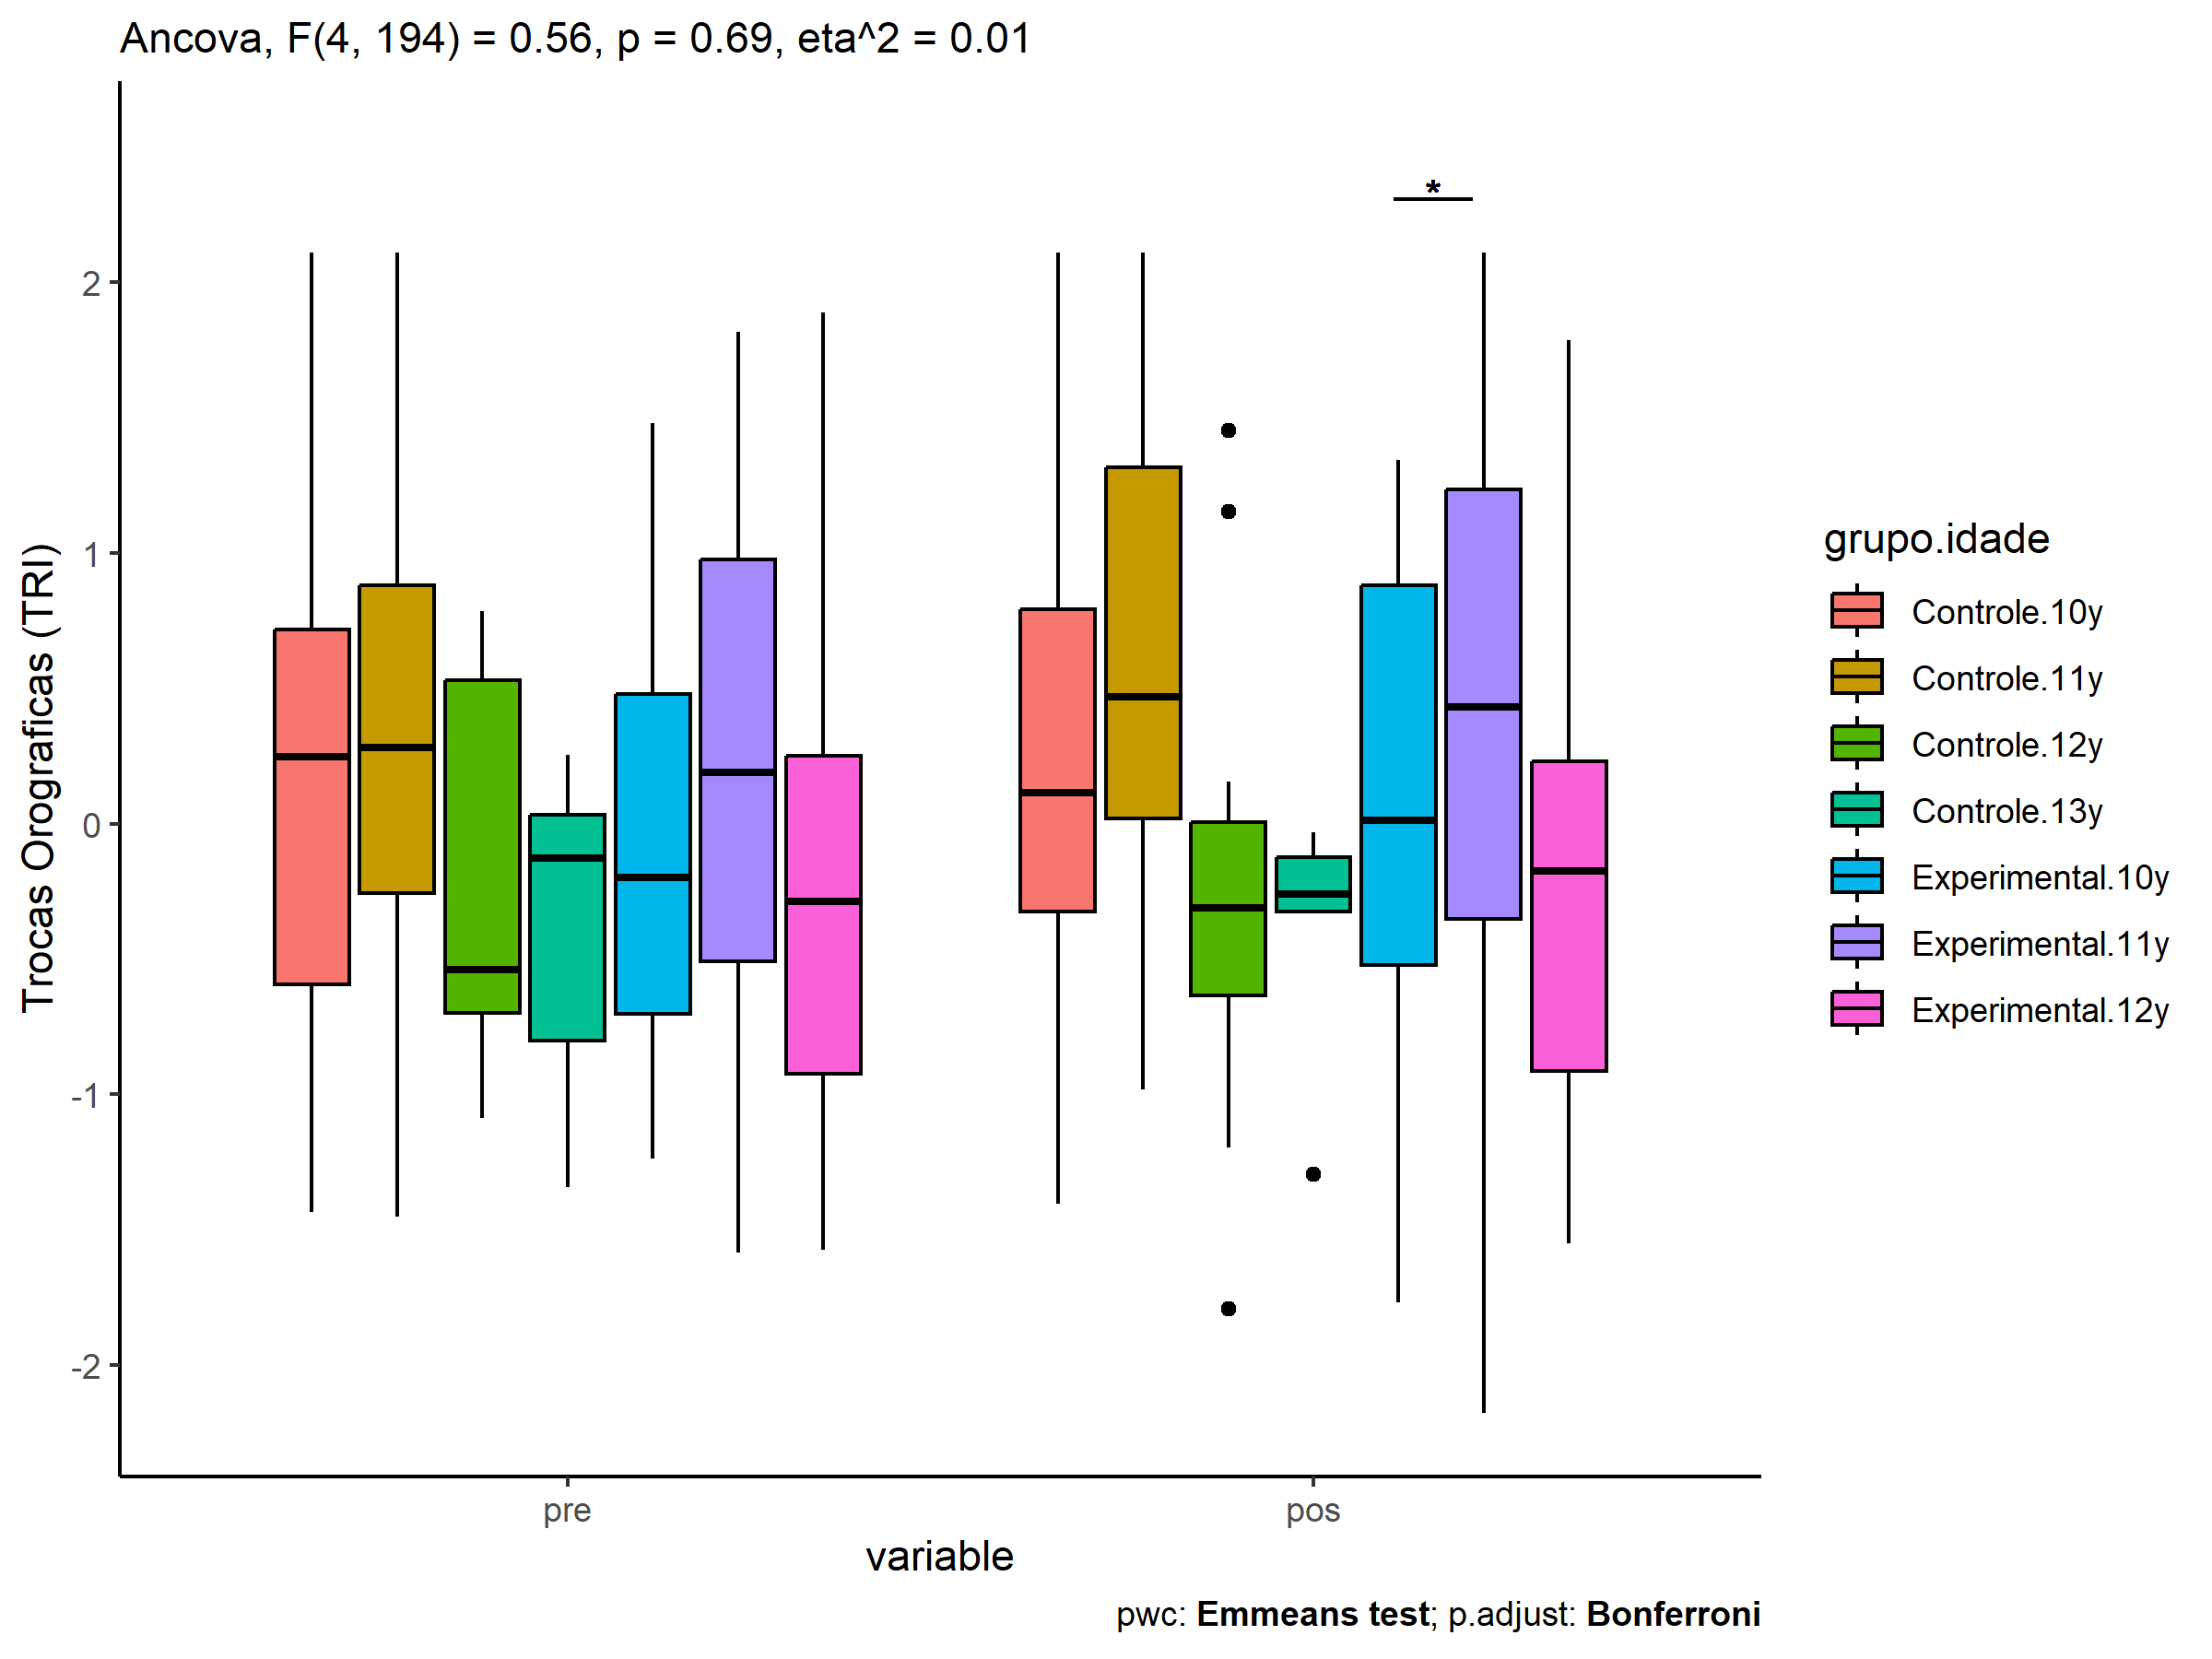 Ancova, F(4, 194) = 0.56, p = 0.69, eta^2 = 0.01
*
2
1
0
-1
-2
Trocas Orograficas (TRI)
pre
pos
variable
pwc: Emmeans test; p.adjust: Bonferroni
grupo.idade
Controle.10y
Controle.11y
Controle.12y
Controle.13y
Experimental.10y
Experimental.11y
Experimental.12y